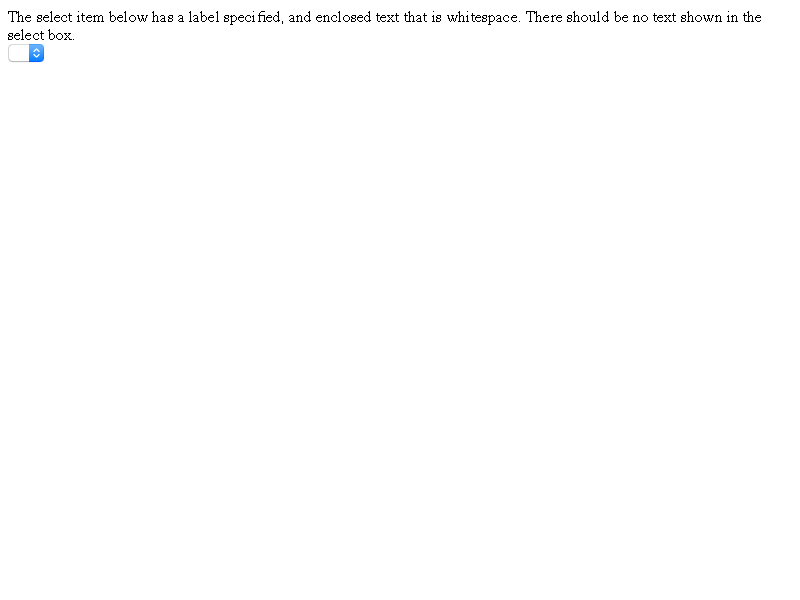 The select item below has a label specified, and enclosed text that is whitespace. There should be no text shown in the
select box.